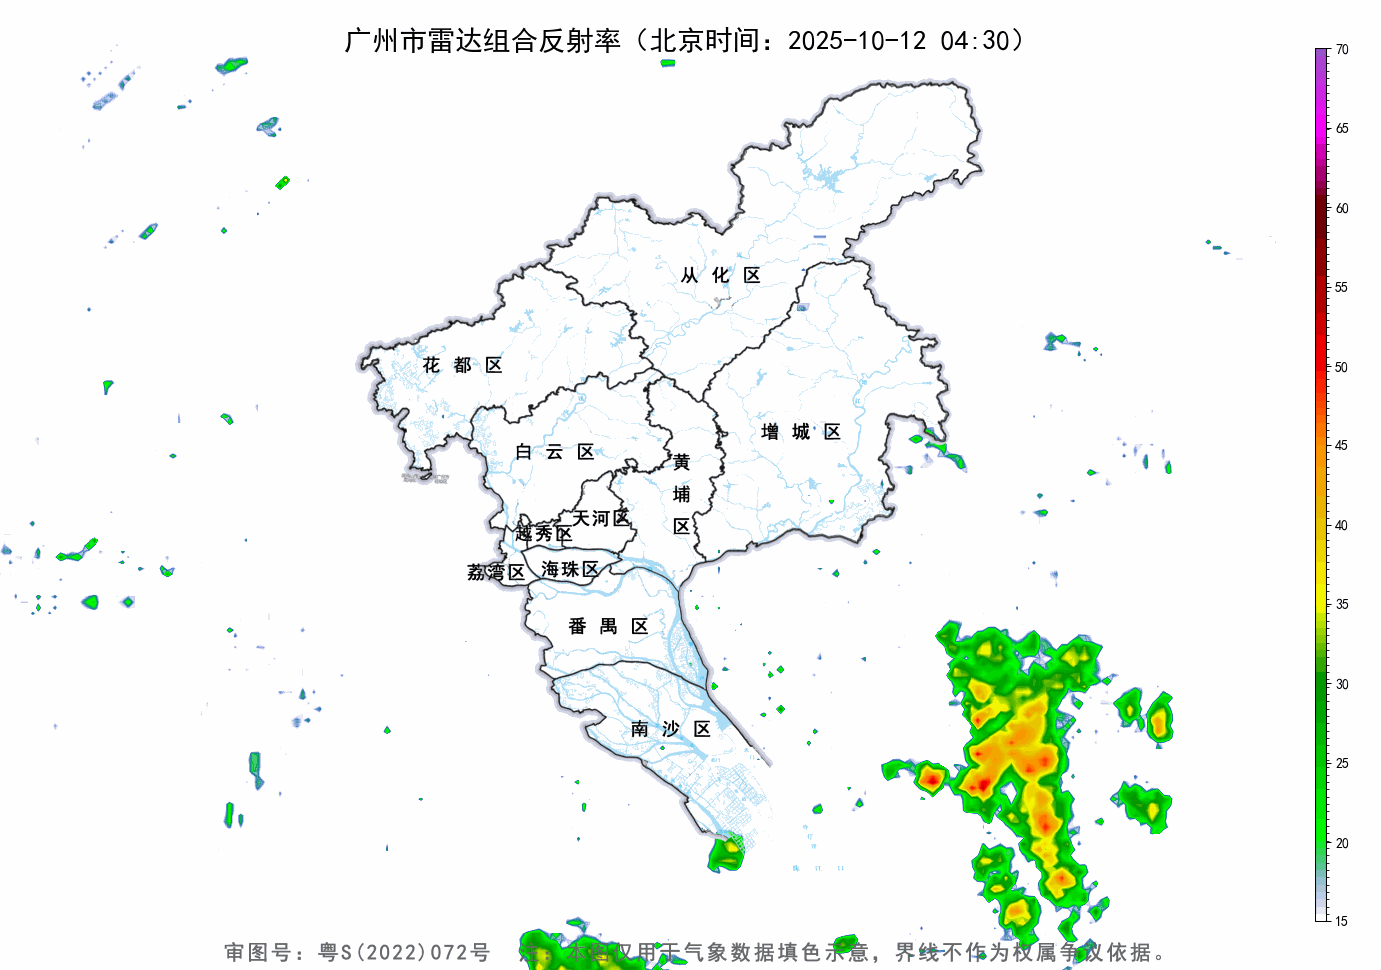 广州市雷达组合反射率（北京时间：2025-10-12 04:30）
70
65
60
55
50
45
40
35
30
25
20
15
从化区
花都区
增城区
白云区
黄埔区
天河区
越秀区
荔湾区
海珠区
番禺区
南沙区
审图号：粤S(2022)072号 注：本图仅用于气象数据填色示意，界线不作为权属争议依据。